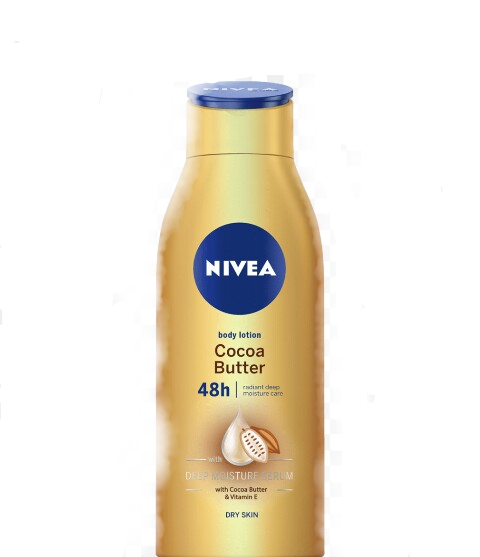 NIVEA
NIVEA
body lotion
Cocoa
Butter
48h
radiant deep
moisture care
with
DEEP MOISTURE SERUM
with Cocoa Butter
& Vitamin E
DRY SKIN